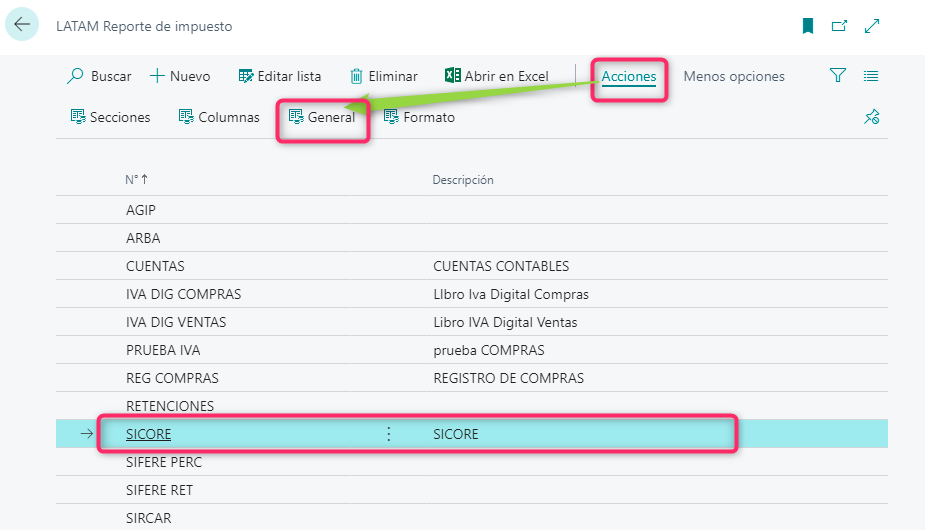 LATAM Reporte de impuesto
Buscar Nuevo Editar lista Eliminar Abrir en Excel Acciones Menos opciones
Secciones Columnas General Formato
N° ↑ Descripción
AGIP
ARBA
CUENTAS CUENTAS CONTABLES
IVA DIG COMPRAS LIbro Iva Digital Compras
IVA DIG VENTAS Libro IVA Digital Ventas
PRUEBA IVA prueba COMPRAS
REG COMPRAS REGISTRO DE COMPRAS
RETENCIONES
SICORE SICORE
SIFERE PERC
SIFERE RET
SIRCAR